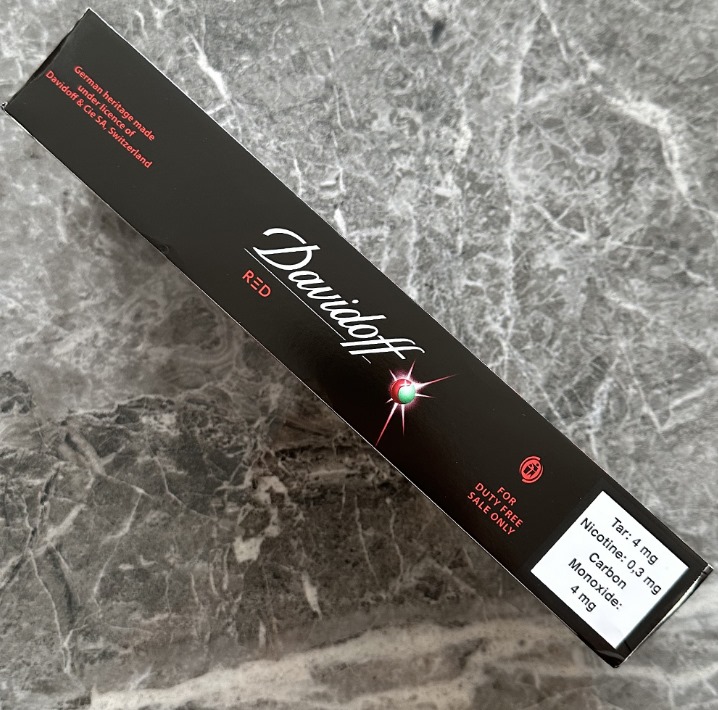 German heritage made
under licence of
Davidoff & Cie SA, Switzerland
Davidoff
RED
FOR
DUTY FREE
SALE ONLY
Tar: 4 mg
Nicotine: 0,3 mg
Carbon
Monoxide:
4 mg